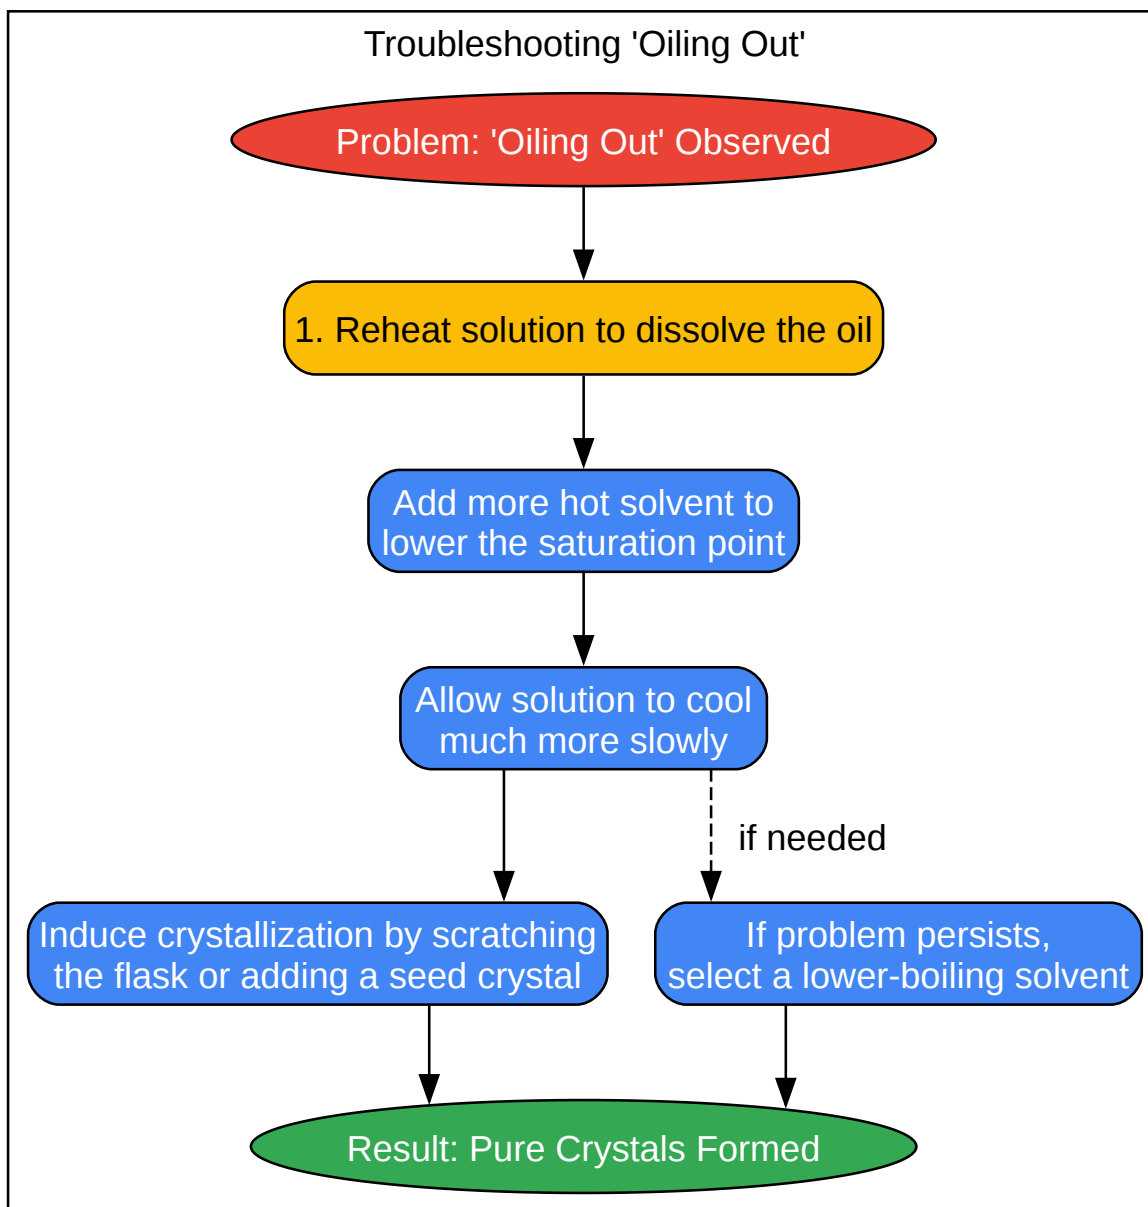 Troubleshooting 'Oiling Out'
Problem: 'Oiling Out' Observed
1. Reheat solution to dissolve the oil
Add more hot solvent to
lower the saturation point
Allow solution to cool
much more slowly
if needed
Induce crystallization by scratching
the flask or adding a seed crystal
If problem persists,
select a lower-boiling solvent
Result: Pure Crystals Formed